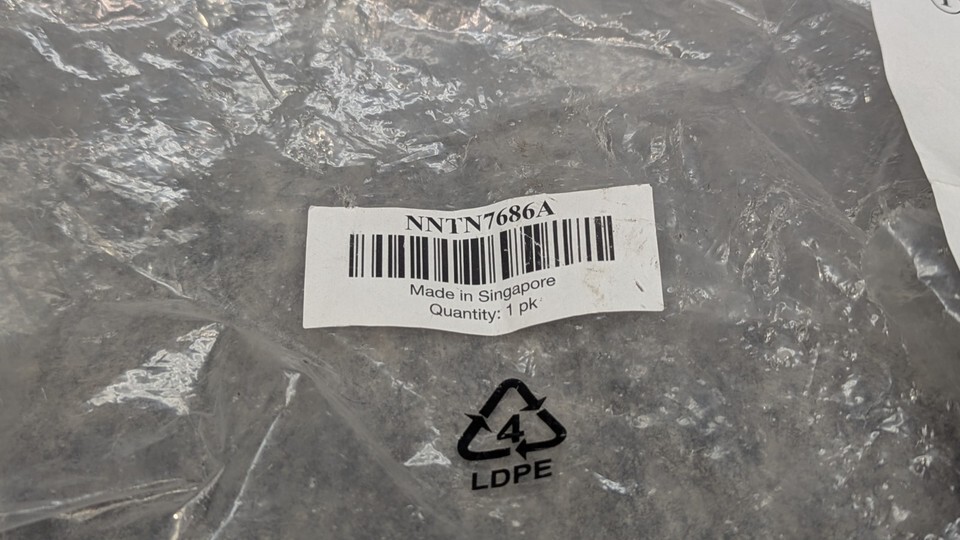 NNTN7686A
Made in Singapore
Quantity: 1 pk
4
LDPE